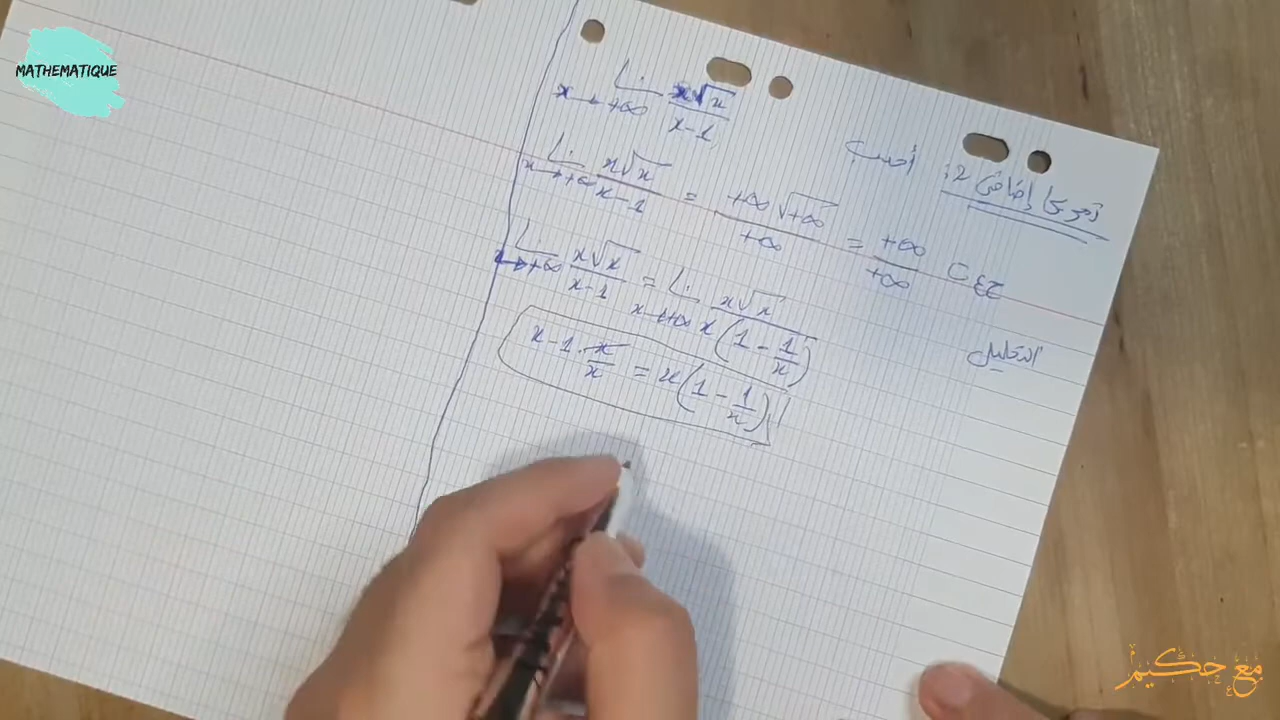 MATHEMATIQUE
تمرين إضافي 2: أحسب
Lim x→+∞ x√x / x-1
Lim x→+∞ x√x / x-1 = +∞√+∞ / +∞ = +∞ / +∞
Lim x→+∞ x√x / x-1 = Lim x→+∞ x√x / x(1 - 1/x)
التحليل
x-1 · x/x = x(1 - 1/x)
مع حكيم